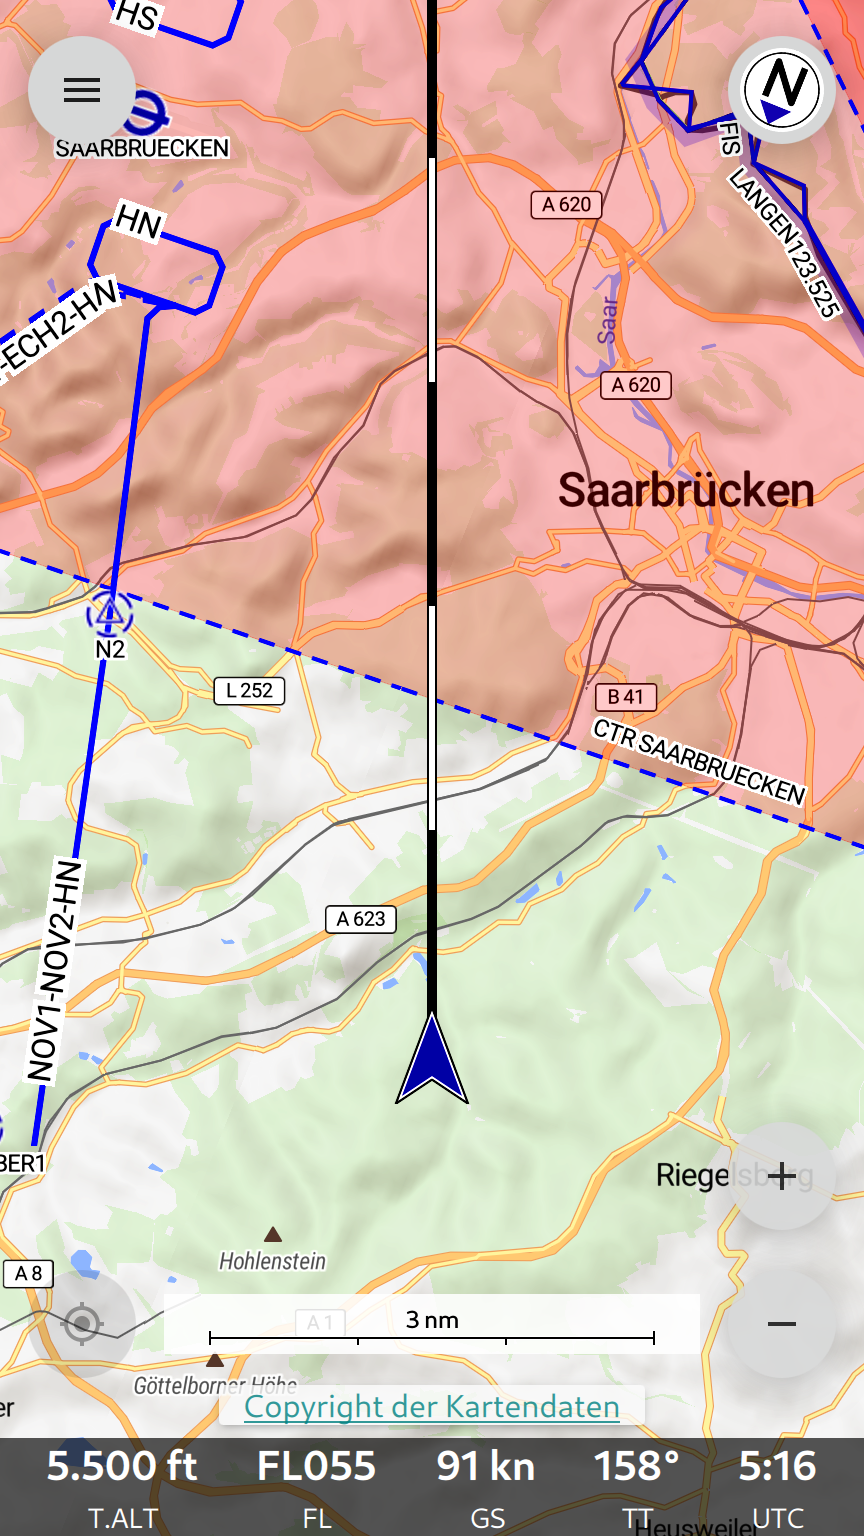 HS
N
SAARBRUECKEN
FIS
A 620
LANGEN123.525
HN
-ECH2-HN
Saar
A 620
Saarbrücken
N2
L 252
B 41
CTR SAARBRUECKEN
NOV1-NOV2-HN
A 623
BER1
Riegelsberg
+
Hohlenstein
A 8
A 1
3 nm
−
Göttelborner Höhe
er
Copyright der Kartendaten
5.500 ft FL055 91 kn 158° 5:16
T.ALT FL GS TT UTC
Heusweiler